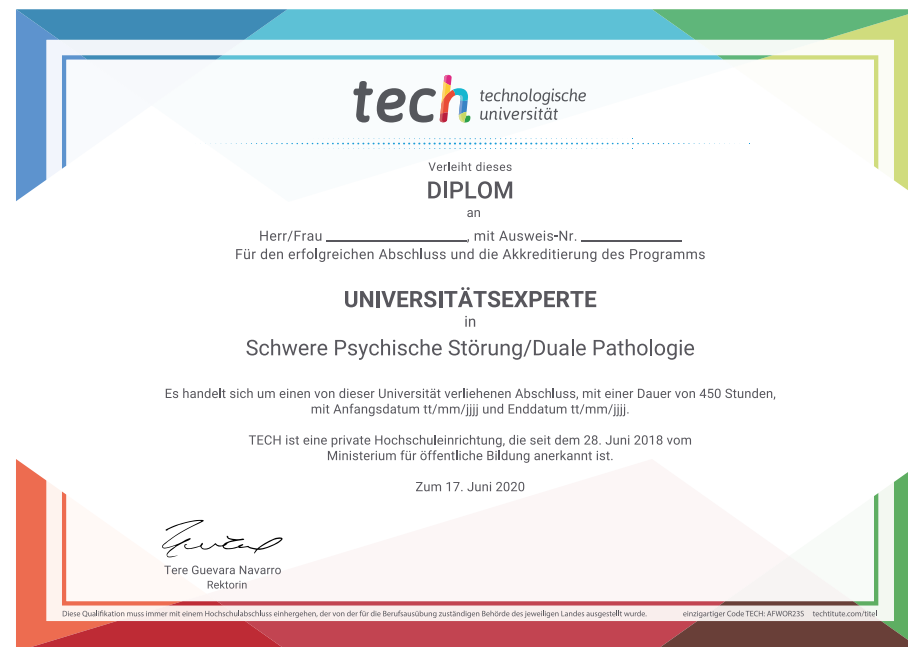 tech technologische
universität
Verleiht dieses
DIPLOM
an
Herr/Frau ____________________, mit Ausweis-Nr. ______________
Für den erfolgreichen Abschluss und die Akkreditierung des Programms
UNIVERSITÄTSEXPERTE
in
Schwere Psychische Störung/Duale Pathologie
Es handelt sich um einen von dieser Universität verliehenen Abschluss, mit einer Dauer von 450 Stunden,
mit Anfangsdatum tt/mm/jjjj und Enddatum tt/mm/jjjj.
TECH ist eine private Hochschuleinrichtung, die seit dem 28. Juni 2018 vom
Ministerium für öffentliche Bildung anerkannt ist.
Zum 17. Juni 2020
Tere Guevara Navarro
Rektorin
Diese Qualifikation muss immer mit einem Hochschulabschluss einhergehen, der von der für die Berufsausübung zuständigen Behörde des jeweiligen Landes ausgestellt wurde. einzigartiger Code TECH: AFWOR23S techtitute.com/titel